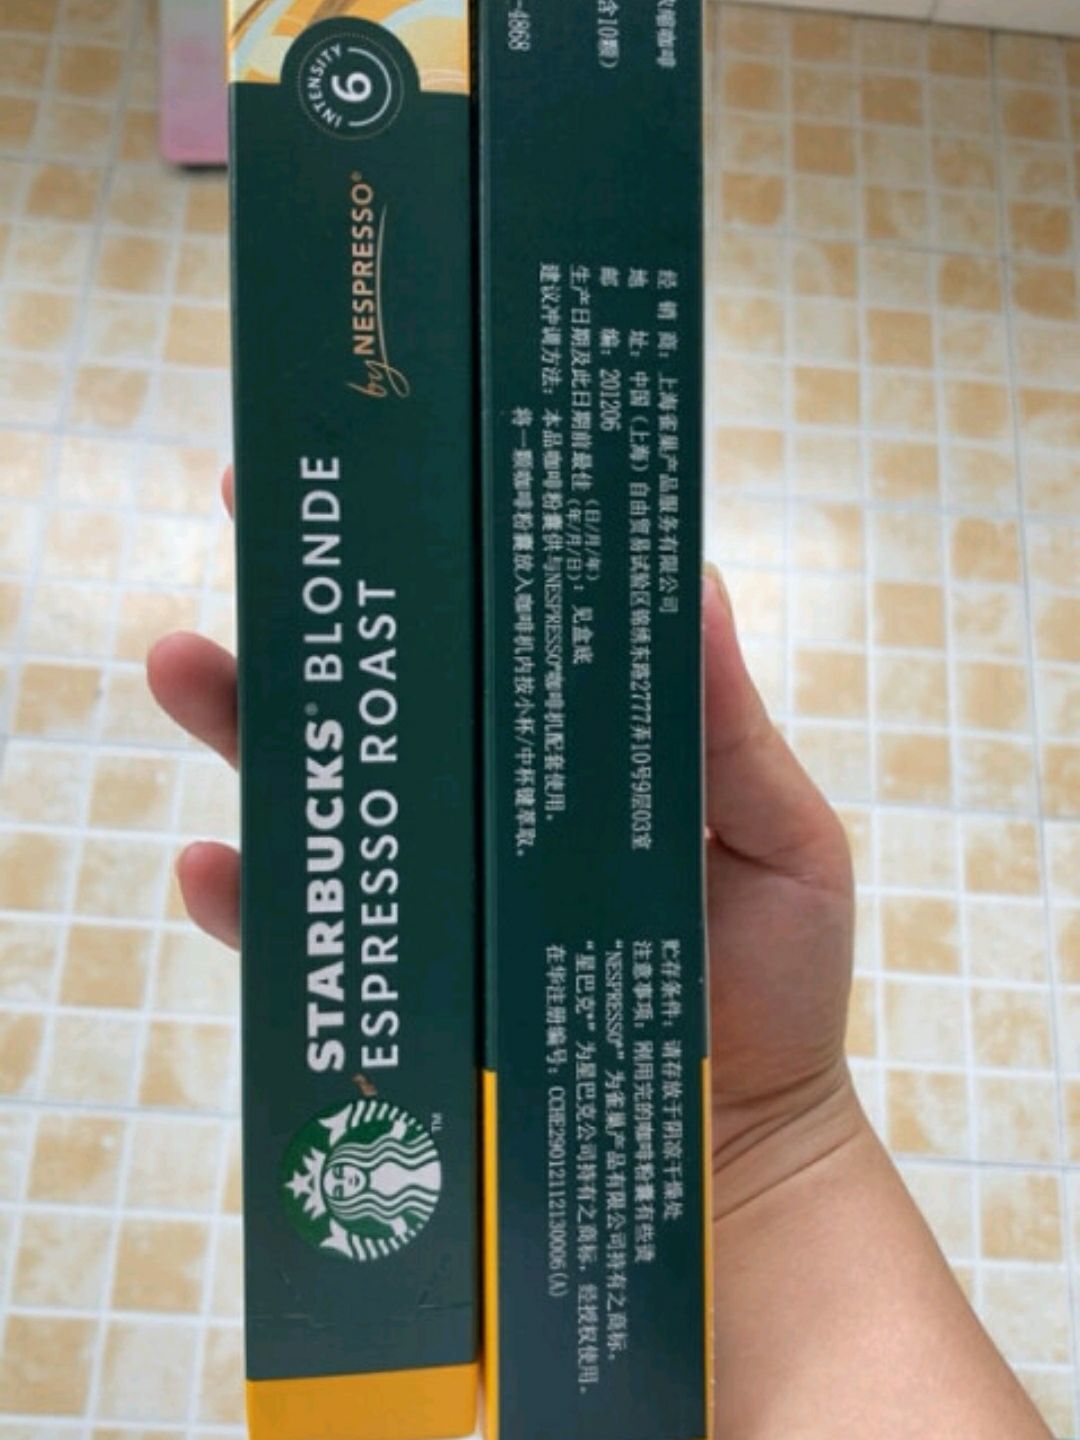 INTENSITY
6
by NESPRESSO®
STARBUCKS® BLONDE
ESPRESSO ROAST
TM
缩咖啡
含10颗）
-4868
经销商：上海雀巢产品服务有限公司
地址：中国（上海）自由贸易试验区锦绣东路2777弄10号9层03室
邮编：201206
生产日期及此日期前最佳（日/月/年）（年/月/日）：见盒底
建议冲调方法：本品咖啡粉囊供与NESPRESSO®咖啡机配套使用。
将一颗咖啡粉囊放入咖啡机内按小杯/中杯键萃取。
贮存条件：请存放于阴凉干燥处
注意事项：刚用完的咖啡粉囊有些烫
“NESPRESSO®”为雀巢产品有限公司持有之商标。
“星巴克®”为星巴克公司持有之商标，经授权使用。
在华注册编号：CCHE29012112130006(A)